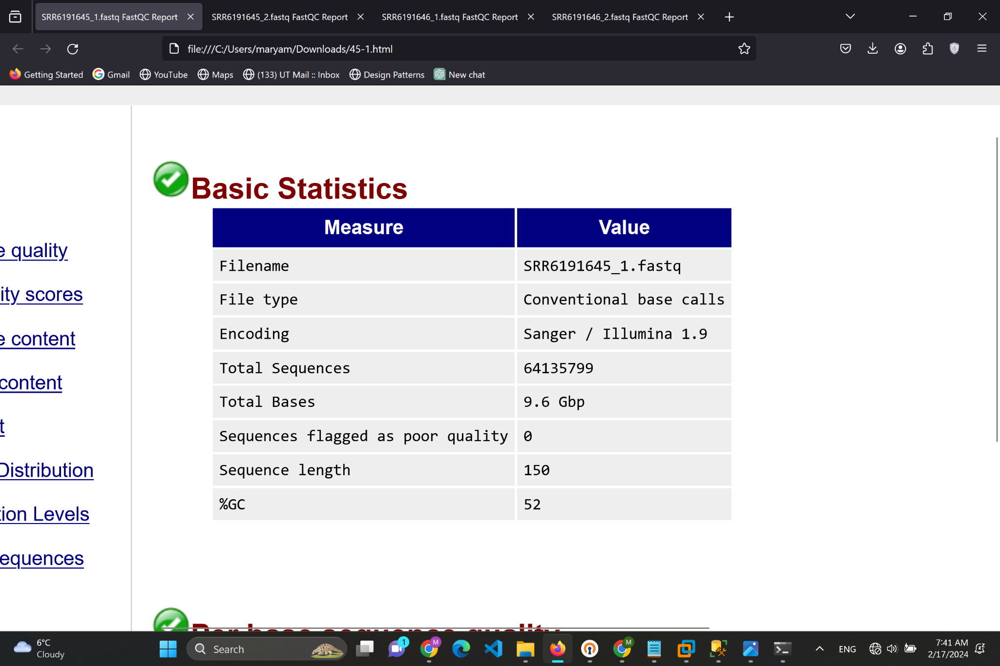 SRR6191645_1.fastq FastQC Report
SRR6191645_2.fastq FastQC Report
SRR6191646_1.fastq FastQC Report
SRR6191646_2.fastq FastQC Report
file:///C:/Users/maryam/Downloads/45-1.html
Getting Started Gmail YouTube Maps (133) UT Mail :: Inbox Design Patterns New chat
e quality
ity scores
e content
content
t
Distribution
tion Levels
equences
Basic Statistics
Measure Value
Filename SRR6191645_1.fastq
File type Conventional base calls
Encoding Sanger / Illumina 1.9
Total Sequences 64135799
Total Bases 9.6 Gbp
Sequences flagged as poor quality 0
Sequence length 150
%GC 52
Per base sequence quality
6°C
Cloudy
Search
1
M
M
ENG
7:41 AM
2/17/2024